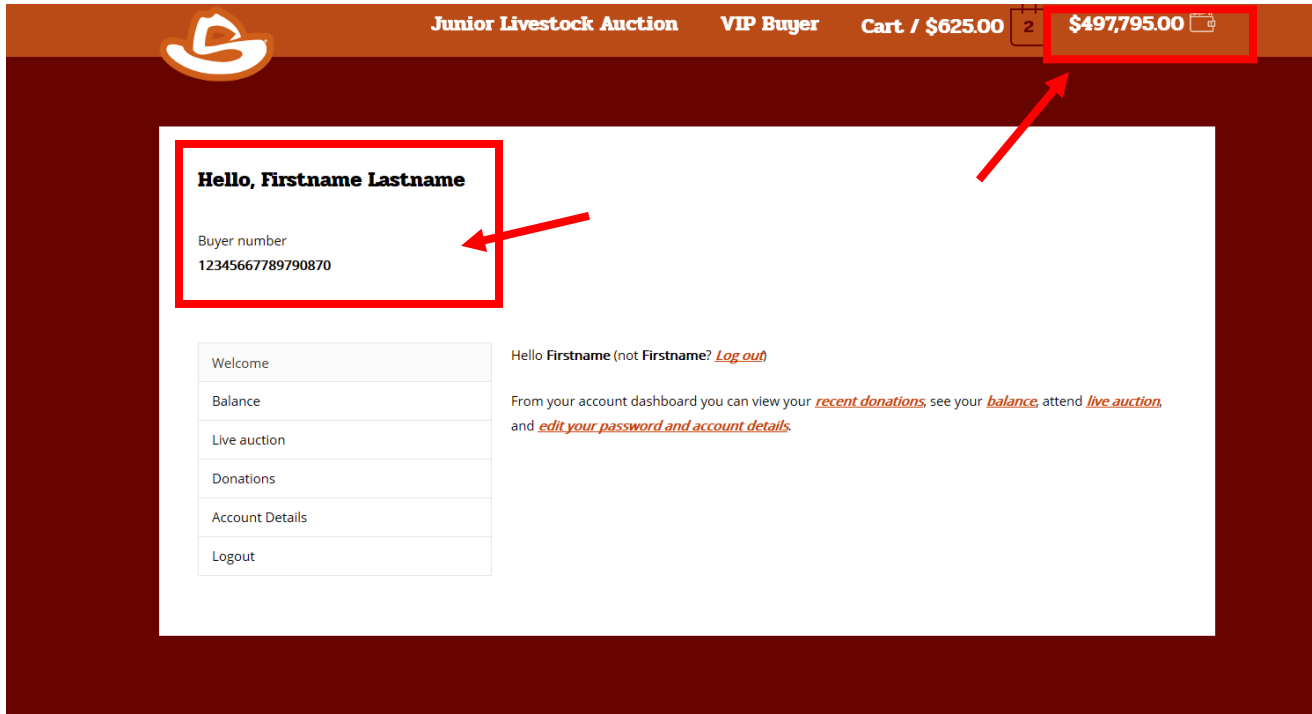 Junior Livestock Auction VIP Buyer Cart / $625.00 2 $497,795.00
Hello, Firstname Lastname
Buyer number
12345667789790870
Welcome
Balance
Live auction
Donations
Account Details
Logout
Hello Firstname (not Firstname? Log out)
From your account dashboard you can view your recent donations, see your balance, attend live auction,
and edit your password and account details.